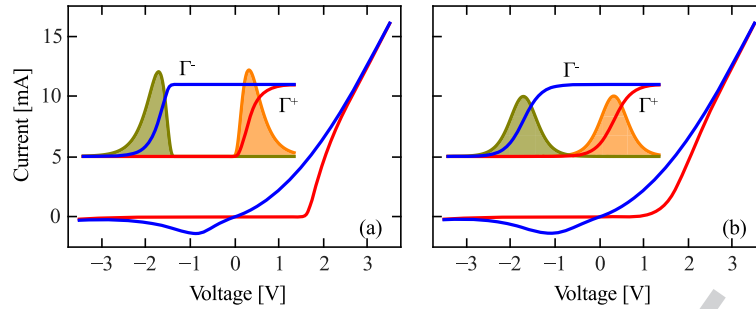 Current [mA]
15
10
5
0
Γ-
Γ+
(a)
−3
−2
−1
0
1
2
3
Voltage [V]
Γ-
Γ+
(b)
−3
−2
−1
0
1
2
3
Voltage [V]